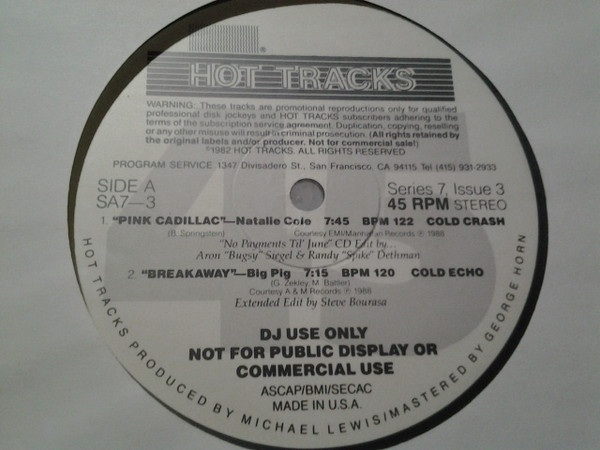 HOT TRACKS
WARNING: These tracks are promotional reproductions only for qualified
professional disk jockeys and HOT TRACKS subscribers adhering to the
terms of the subscription service agreement. Duplication, copying, reselling
or any other misuse will result in criminal prosecution. (All rights retained by
the original labels and/or producer. Not for commercial sale!)
©1982 HOT TRACKS. ALL RIGHTS RESERVED
PROGRAM SERVICE 1347 Divisadero St., San Francisco, CA 94115 Tel (415) 931-2933
SIDE A
SA7—3
Series 7, Issue 3
45 RPM STEREO
1. "PINK CADILLAC"—Natalie Cole 7:45 BPM 122 COLD CRASH
(B. Springstein) Courtesy EMI/Manhattan Records ℗ 1988
"No Payments Til' June" CD Edit by...
Aron "Bugsy" Siegel & Randy "Spike" Dethman
2. "BREAKAWAY"—Big Pig 7:15 BPM 120 COLD ECHO
(G. Zekley, M. Bottler)
Courtesy A & M Records ℗ 1988
Extended Edit by Steve Bourasa
DJ USE ONLY
NOT FOR PUBLIC DISPLAY OR
COMMERCIAL USE
ASCAP/BMI/SECAC
MADE IN U.S.A.
HOT TRACKS PRODUCED BY MICHAEL LEWIS/MASTERED BY GEORGE HORN
45